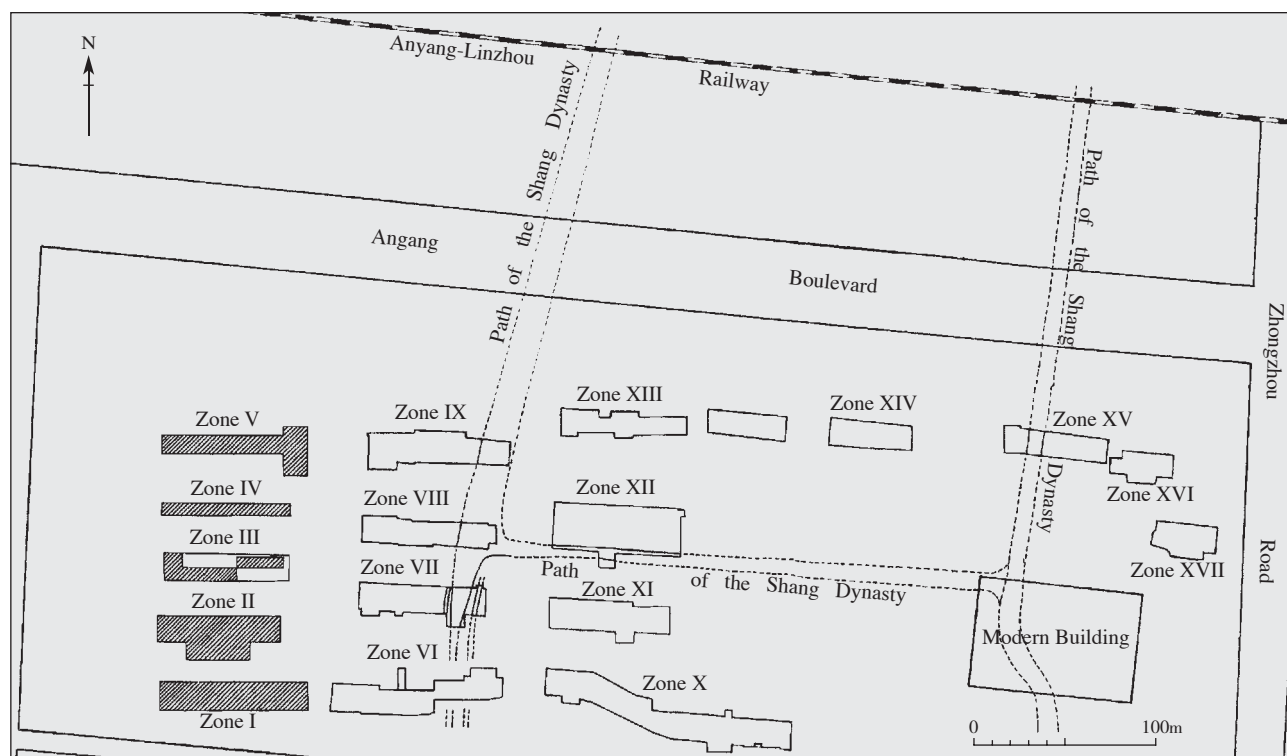 N
Anyang-Linzhou
Railway
Path of the Shang Dynasty
Path of the Shang Dynasty
Angang
Boulevard
Zhongzhou
Road
Zone V
Zone IX
Zone XIII
Zone XIV
Zone XV
Zone XVI
Zone IV
Zone VIII
Zone XII
Zone III
Zone VII
Path of the Shang Dynasty
Zone XVII
Zone II
Zone XI
Modern Building
Zone VI
Zone X
Zone I
0
100m